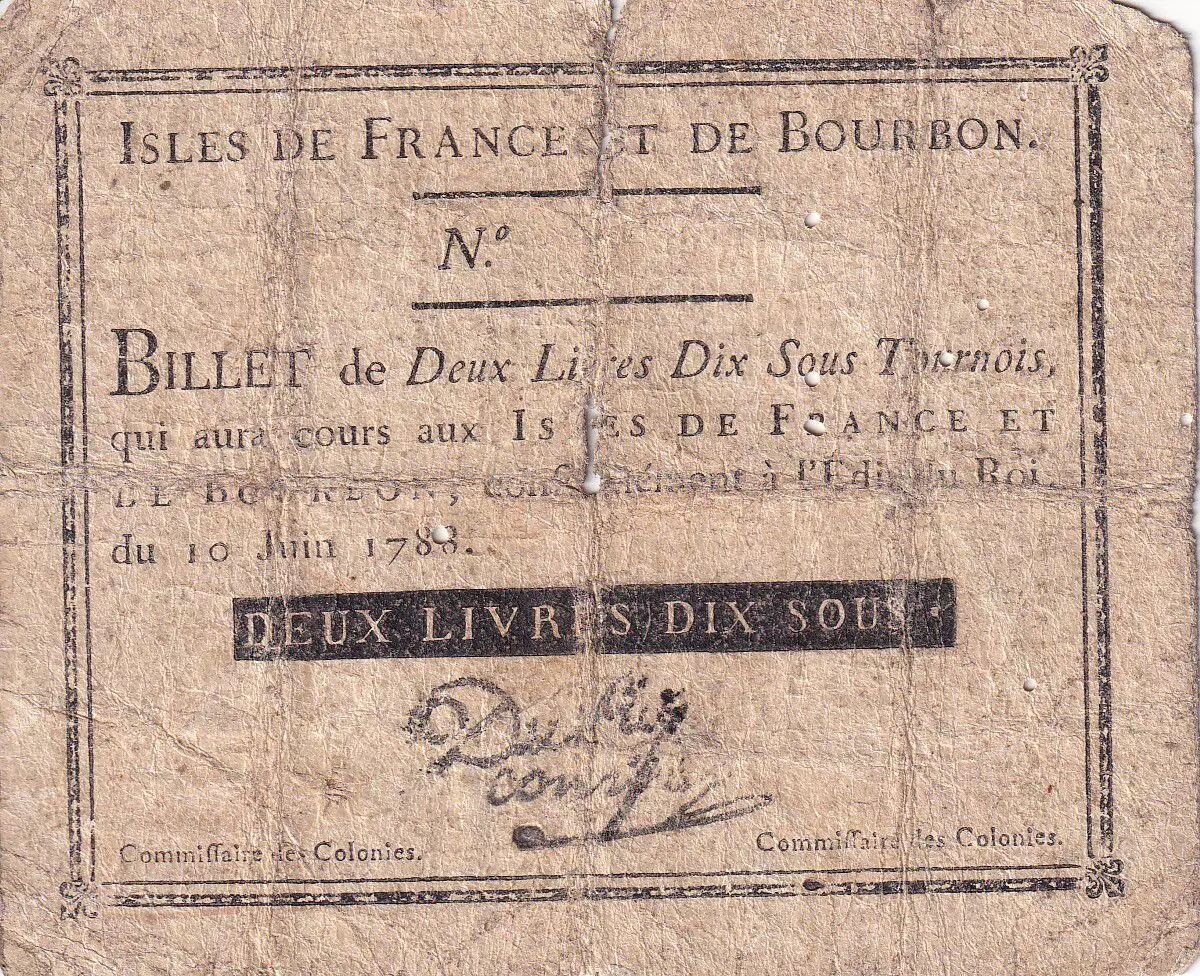 ISLES DE FRANCE ET DE BOURBON.
N.º
BILLET de Deux Livres Dix Sous Tournois,
qui aura cours aux ISLES DE FRANCE ET
DE BOURBON, conformément à l'Edit du Roi,
du 10 Juin 1788.
DEUX LIVRES DIX SOUS.
Commiſſaire des Colonies.
Commiſſaire des Colonies.